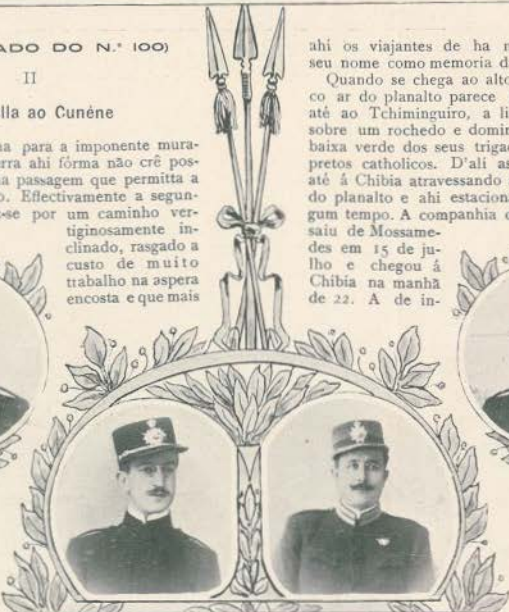 ADO DO N.º 100)
II
lla ao Cunéne
na para a imponente mura-
erra ahi fórma não crê pos-
na passagem que permitta a
o. Effectivamente a segun-
-se por um caminho ver-
tiginosamente in-
clinado, rasgado a
custo de muito
trabalho na aspera
encosta e que mais
ahi os viajantes de ha m
seu nome como memoria d
Quando se chega ao alto
co ar do planalto parece
até ao Tchiminguiro, a li
sobre um rochedo e domin
baixa verde dos seus trigad
pretos catholicos. D'ali as
até á Chibia atravessando
do planalto e ahi estacion
gum tempo. A companhia d
saiu de Mossame-
des em 15 de ju-
lho e chegou á
Chibia na manhã
de 22. A de in-